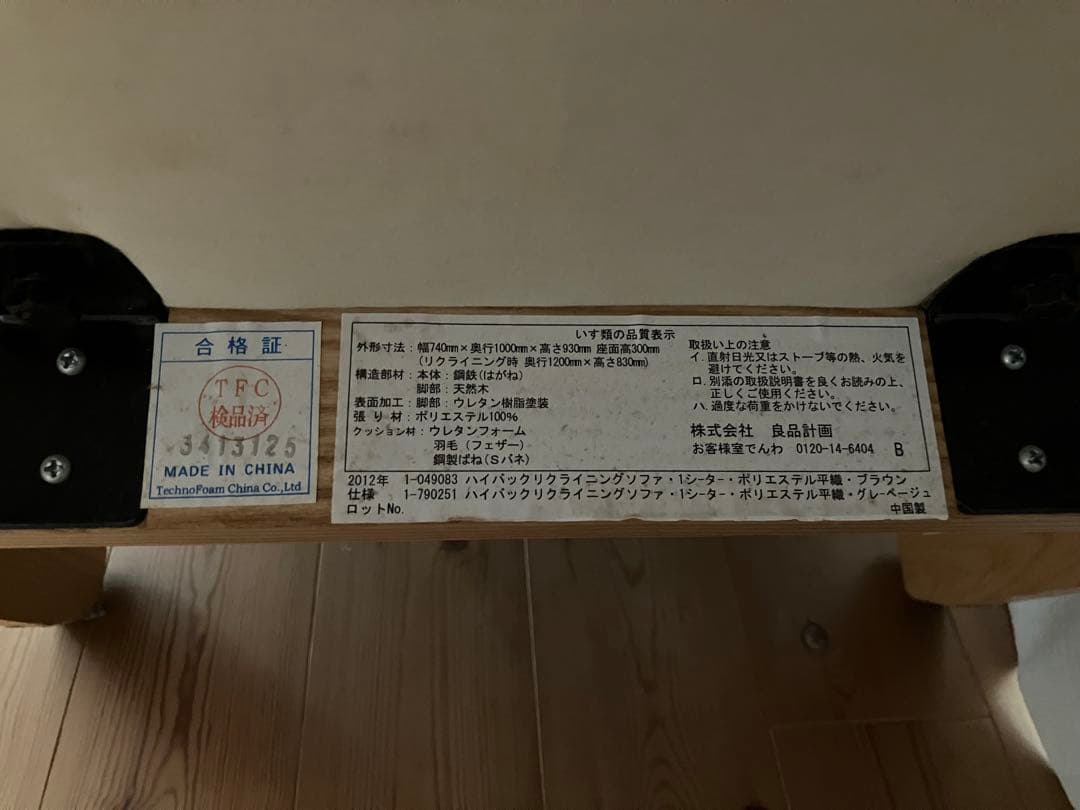 合格証
TFC
検品済
3413125
MADE IN CHINA
TechnoFoam China Co.,Ltd
いす類の品質表示
外形寸法：幅740mm×奥行1000mm×高さ930mm 座面高300mm
（リクライニング時 奥行1200mm×高さ830mm）
構造部材：本体：鋼鉄（はがね）
脚部：天然木
表面加工：脚部：ウレタン樹脂塗装
張り材：ポリエステル100%
クッション材：ウレタンフォーム
羽毛（フェザー）
鋼製ばね（Sバネ）
取扱い上の注意
イ．直射日光又はストーブ等の熱、火気を
避けてください。
ロ．別添の取扱説明書を良くお読みの上、
正しくご使用ください。
ハ．過度な荷重をかけないでください。
株式会社 良品計画
お客様室でんわ 0120-14-6404 B
2012年 1-049083 ハイバックリクライニングソファ・1シーター・ポリエステル平織・ブラウン
仕様 1-790251 ハイバックリクライニングソファ・1シーター・ポリエステル平織・グレーベージュ
ロットNo. 中国製